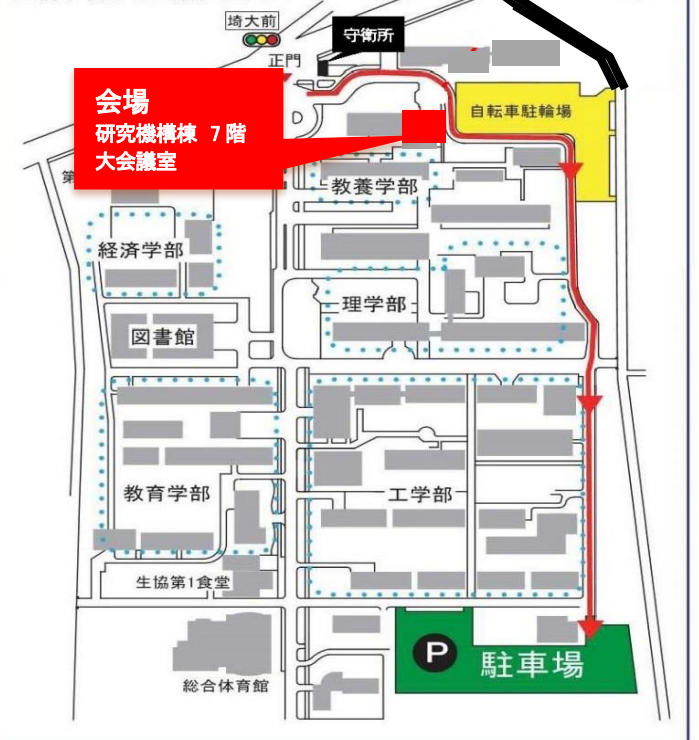 埼大前
守衛所
正門
会場
研究機構棟 7階
大会議室
自転車駐輪場
第
教養学部
経済学部
理学部
図書館
教育学部
工学部
生協第1食堂
総合体育館
P
駐車場